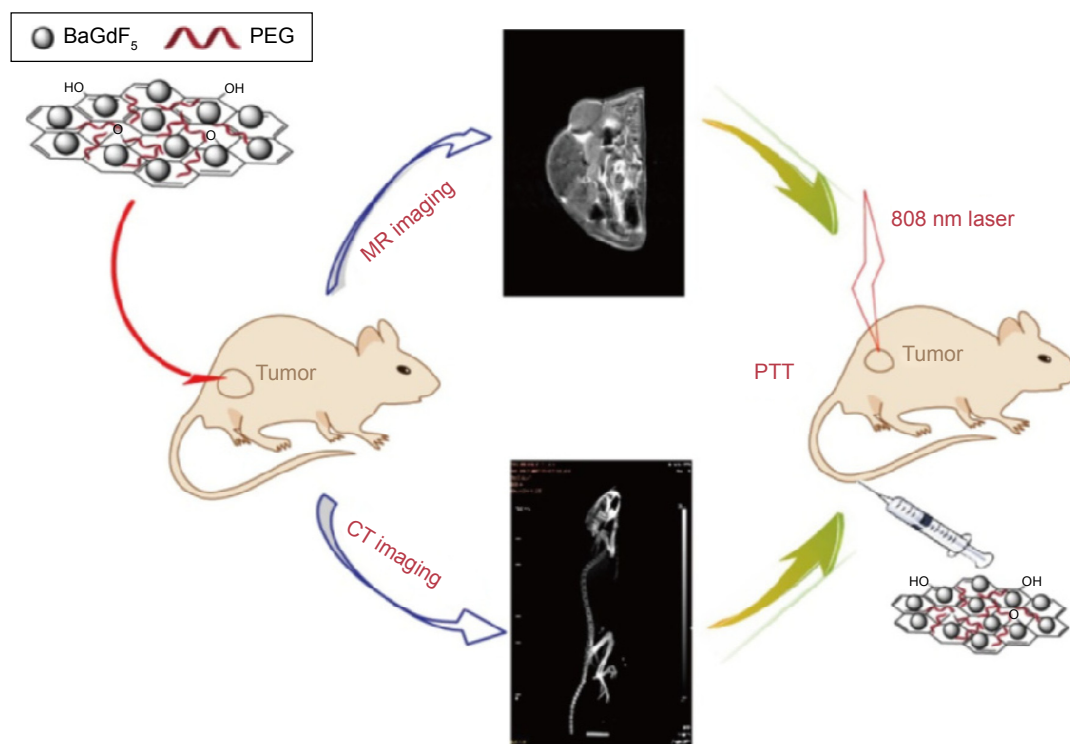 BaGdF₅ PEG
HO OH
O O
MR imaging
808 nm laser
Tumor
PTT
Tumor
CT imaging
HO OH
O